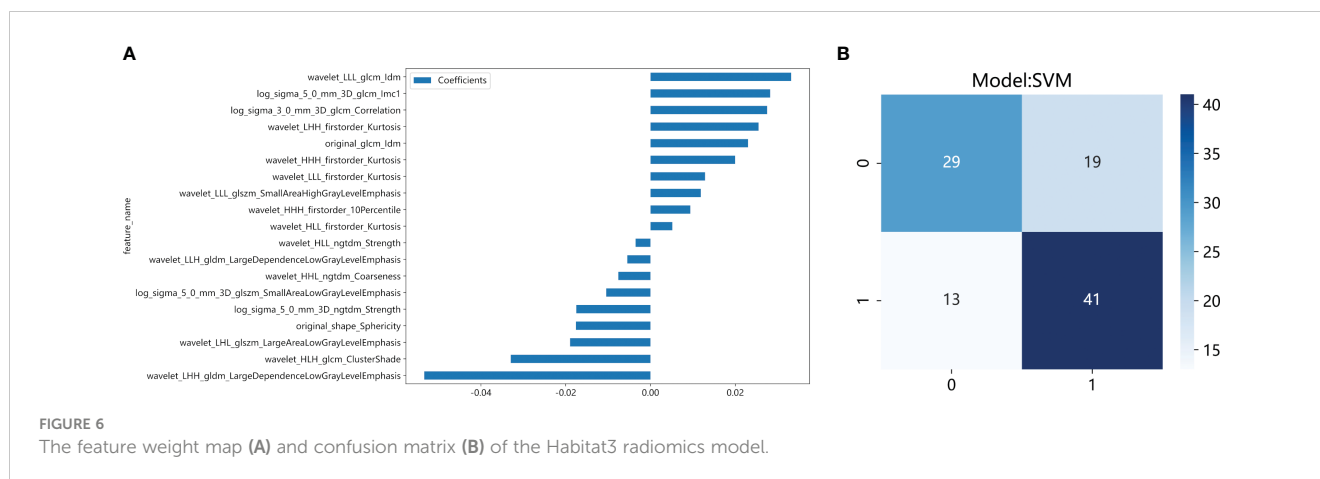 A
B
Coefficients
feature_name
wavelet_LLL_glcm_Idm
log_sigma_5_0_mm_3D_glcm_Imc1
log_sigma_3_0_mm_3D_glcm_Correlation
wavelet_LHH_firstorder_Kurtosis
original_glcm_Idm
wavelet_HHH_firstorder_Kurtosis
wavelet_LLL_firstorder_Kurtosis
wavelet_LLL_glszm_SmallAreaHighGrayLevelEmphasis
wavelet_HHH_firstorder_10Percentile
wavelet_HLL_firstorder_Kurtosis
wavelet_HLL_ngtdm_Strength
wavelet_LLH_gldm_LargeDependenceLowGrayLevelEmphasis
wavelet_HHL_ngtdm_Coarseness
log_sigma_5_0_mm_3D_glszm_SmallAreaLowGrayLevelEmphasis
log_sigma_5_0_mm_3D_ngtdm_Strength
original_shape_Sphericity
wavelet_LHL_glszm_LargeAreaLowGrayLevelEmphasis
wavelet_HLH_glcm_ClusterShade
wavelet_LHH_gldm_LargeDependenceLowGrayLevelEmphasis
-0.04 -0.02 0.00 0.02
Model:SVM
0 29 19
1 13 41
0 1
40
35
30
25
20
15
FIGURE 6
The feature weight map (A) and confusion matrix (B) of the Habitat3 radiomics model.